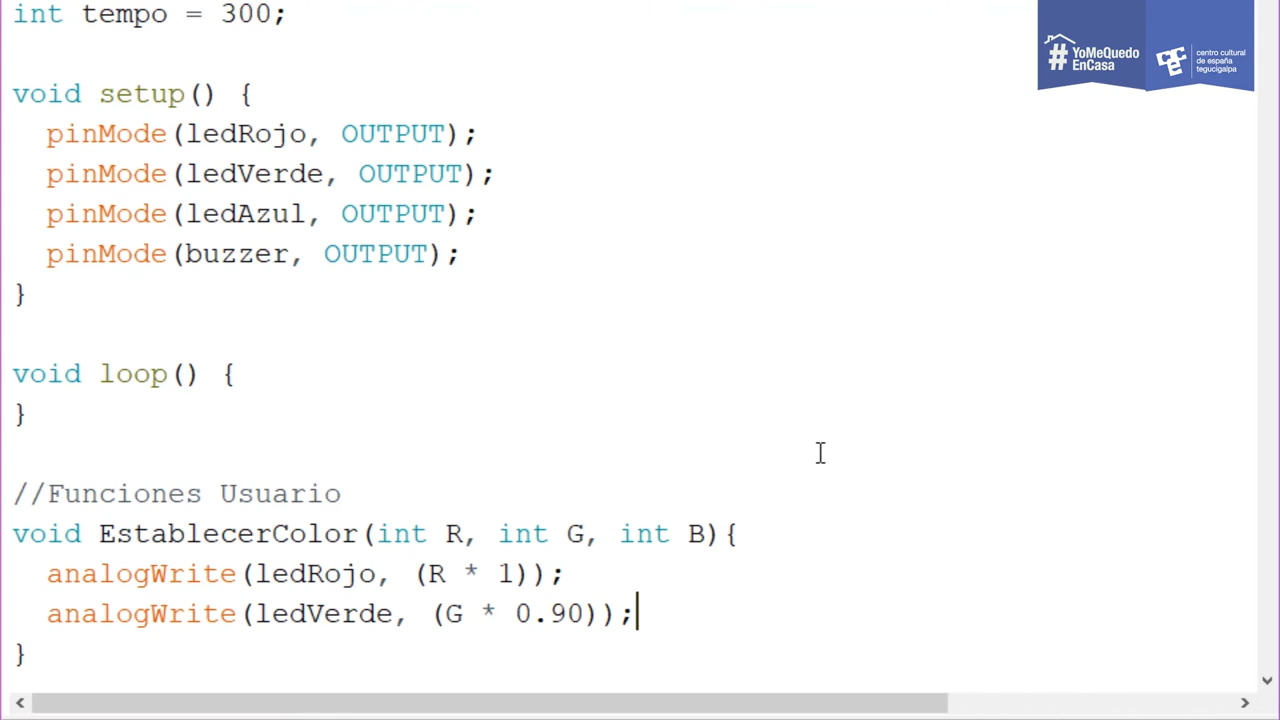 int tempo = 300;
#YoMeQuedo
EnCasa
cce
centro cultural
de españa
tegucigalpa
void setup() {
  pinMode(ledRojo, OUTPUT);
  pinMode(ledVerde, OUTPUT);
  pinMode(ledAzul, OUTPUT);
  pinMode(buzzer, OUTPUT);
}
void loop() {
}
//Funciones Usuario
void EstablecerColor(int R, int G, int B){
  analogWrite(ledRojo, (R * 1));
  analogWrite(ledVerde, (G * 0.90));
}